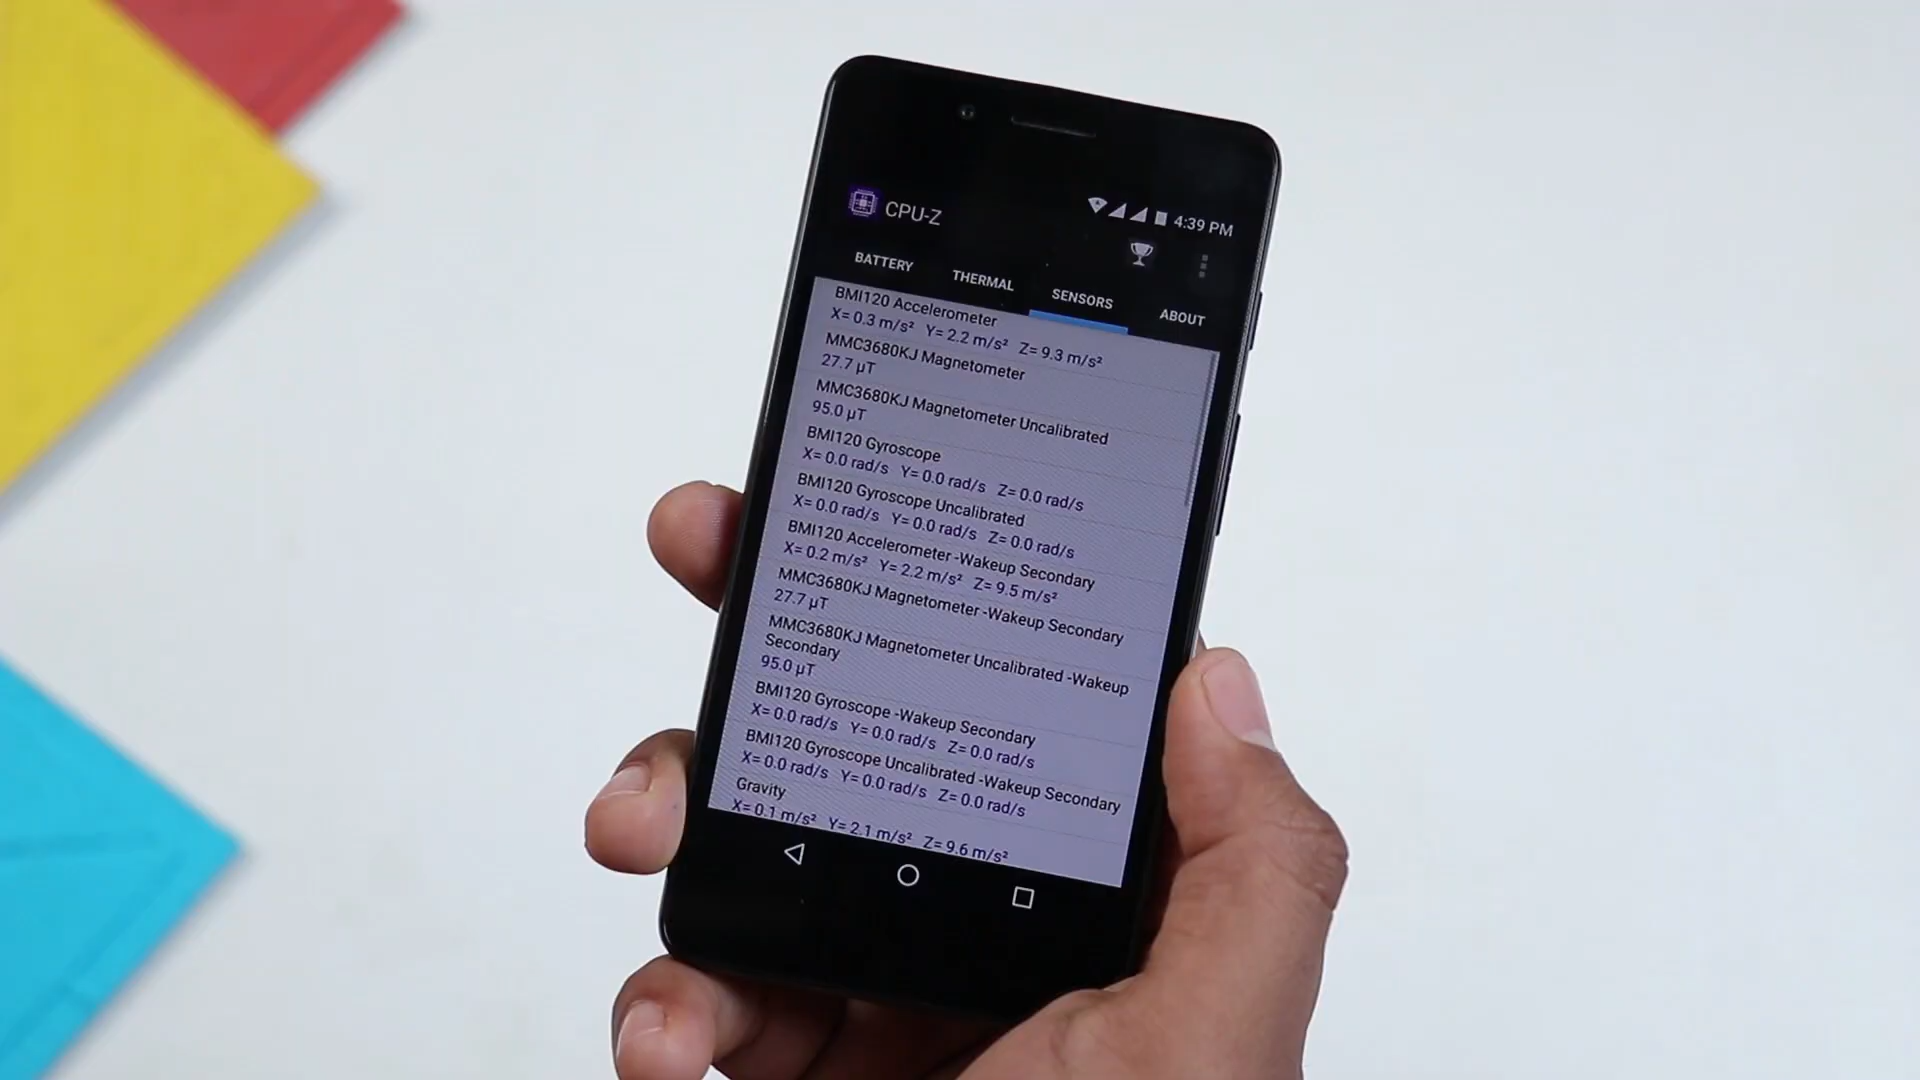 CPU-Z
4:39 PM
BATTERY THERMAL SENSORS ABOUT
BMI120 Accelerometer
X= 0.3 m/s² Y= 2.2 m/s² Z= 9.3 m/s²
MMC3680KJ Magnetometer
27.7 μT
MMC3680KJ Magnetometer Uncalibrated
95.0 μT
BMI120 Gyroscope
X= 0.0 rad/s Y= 0.0 rad/s Z= 0.0 rad/s
BMI120 Gyroscope Uncalibrated
X= 0.0 rad/s Y= 0.0 rad/s Z= 0.0 rad/s
BMI120 Accelerometer -Wakeup Secondary
X= 0.2 m/s² Y= 2.2 m/s² Z= 9.5 m/s²
MMC3680KJ Magnetometer -Wakeup Secondary
27.7 μT
MMC3680KJ Magnetometer Uncalibrated -Wakeup
Secondary
95.0 μT
BMI120 Gyroscope -Wakeup Secondary
X= 0.0 rad/s Y= 0.0 rad/s Z= 0.0 rad/s
BMI120 Gyroscope Uncalibrated -Wakeup Secondary
X= 0.0 rad/s Y= 0.0 rad/s Z= 0.0 rad/s
Gravity
X= 0.1 m/s² Y= 2.1 m/s² Z= 9.6 m/s²